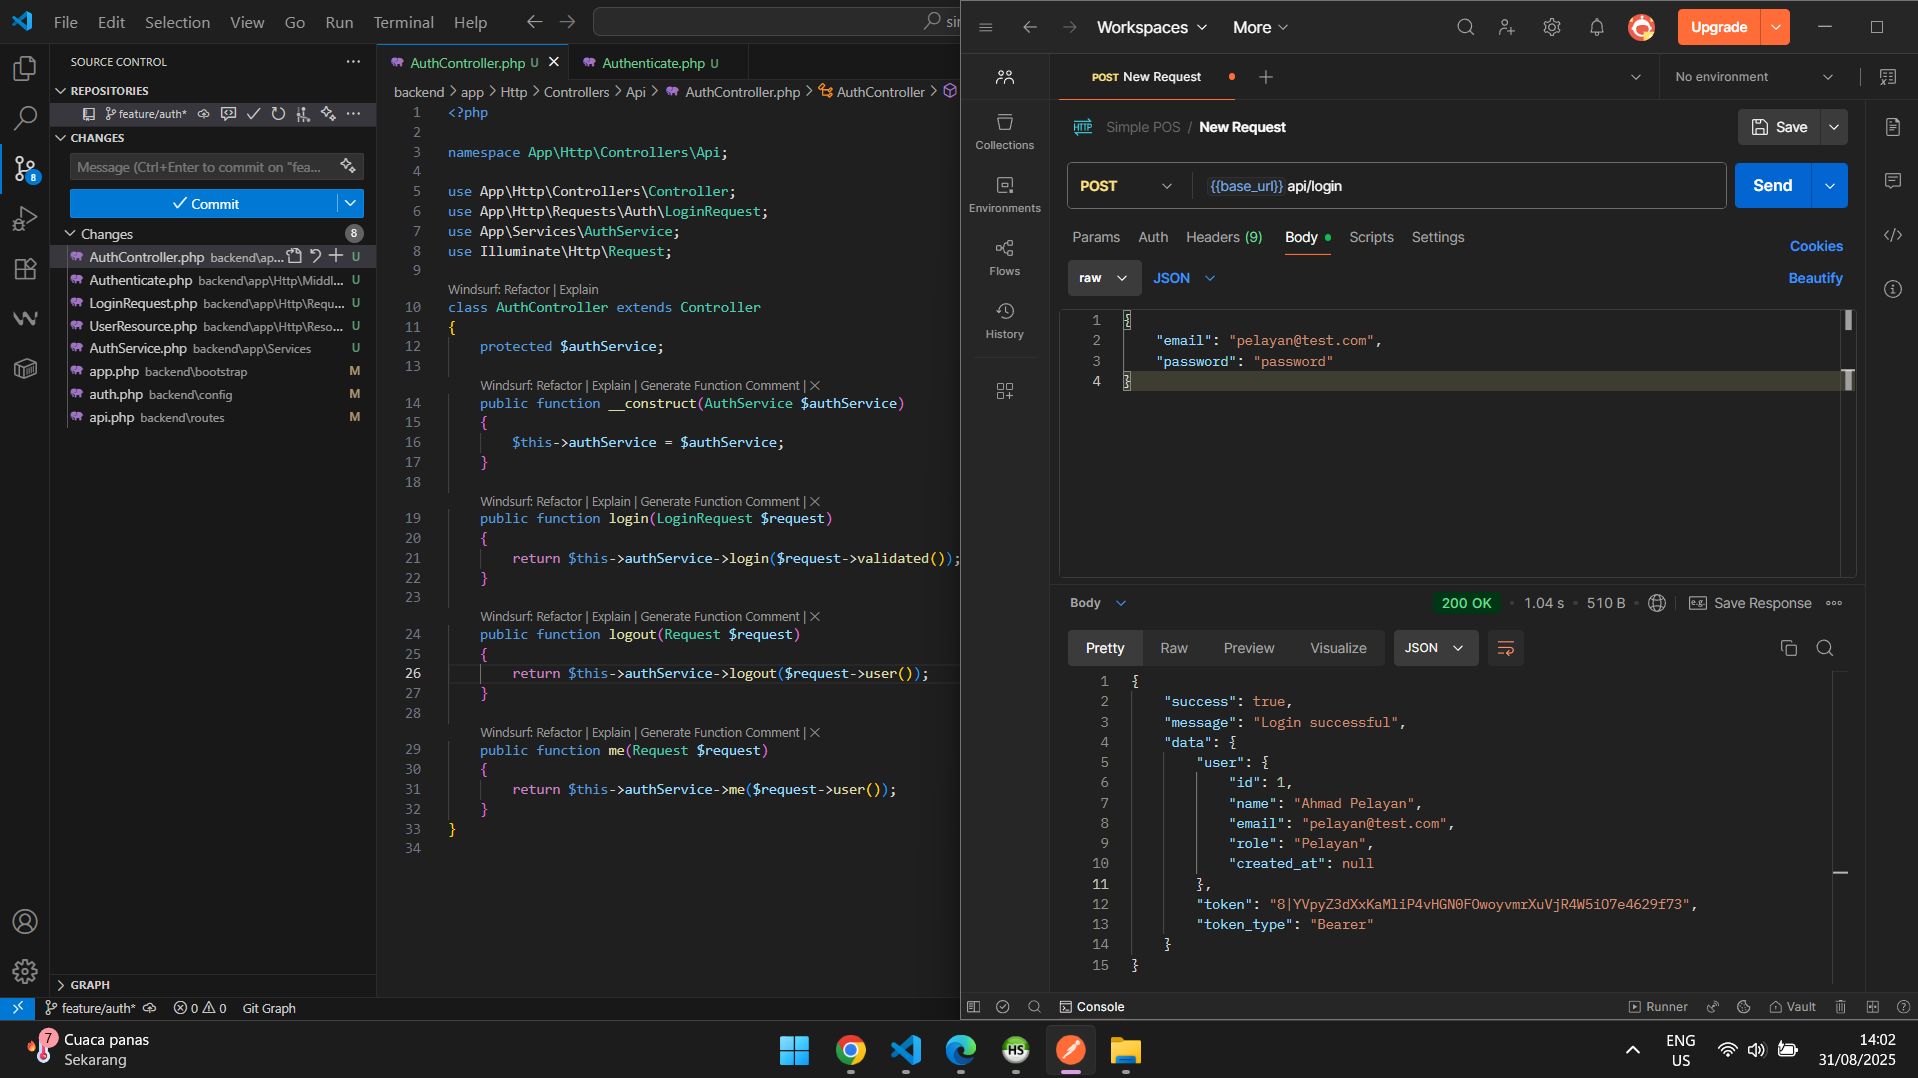 File Edit Selection View Go Run Terminal Help
SOURCE CONTROL
REPOSITORIES
feature/auth*
CHANGES
Message (Ctrl+Enter to commit on "fea...
Commit
Changes 8
AuthController.php backend\ap... U
Authenticate.php backend\app\Http\Middl... U
LoginRequest.php backend\app\Http\Requ... U
UserResource.php backend\app\Http\Reso... U
AuthService.php backend\app\Services U
app.php backend\bootstrap M
auth.php backend\config M
api.php backend\routes M
GRAPH
8
AuthController.php U
Authenticate.php U
backend > app > Http > Controllers > Api > AuthController.php > AuthController >
1 <?php
2
3 namespace App\Http\Controllers\Api;
4
5 use App\Http\Controllers\Controller;
6 use App\Http\Requests\Auth\LoginRequest;
7 use App\Services\AuthService;
8 use Illuminate\Http\Request;
9
Windsurf: Refactor | Explain
10 class AuthController extends Controller
11 {
12 protected $authService;
13
Windsurf: Refactor | Explain | Generate Function Comment | X
14 public function __construct(AuthService $authService)
15 {
16 $this->authService = $authService;
17 }
18
Windsurf: Refactor | Explain | Generate Function Comment | X
19 public function login(LoginRequest $request)
20 {
21 return $this->authService->login($request->validated());
22 }
23
Windsurf: Refactor | Explain | Generate Function Comment | X
24 public function logout(Request $request)
25 {
26 return $this->authService->logout($request->user());
27 }
28
Windsurf: Refactor | Explain | Generate Function Comment | X
29 public function me(Request $request)
30 {
31 return $this->authService->me($request->user());
32 }
33 }
34
feature/auth* 0 0 Git Graph
Workspaces More Upgrade
POST New Request No environment
HTTP Simple POS / New Request Save
Collections
Environments
Flows
History
POST {{base_url}} api/login Send
Params Auth Headers (9) Body Scripts Settings Cookies
raw JSON Beautify
1 {
2 "email": "pelayan@test.com",
3 "password": "password"
4 }
Body 200 OK 1.04 s 510 B e.g. Save Response
Pretty Raw Preview Visualize JSON
1 {
2 "success": true,
3 "message": "Login successful",
4 "data": {
5 "user": {
6 "id": 1,
7 "name": "Ahmad Pelayan",
8 "email": "pelayan@test.com",
9 "role": "Pelayan",
10 "created_at": null
11 },
12 "token": "8|YVpyZ3dXxKaMliP4vHGN0FOwoyvmrXuVjR4W5iO7e4629f73",
13 "token_type": "Bearer"
14 }
15 }
Console Runner Vault
7
Cuaca panas
Sekarang
HS
ENG
US
14:02
31/08/2025